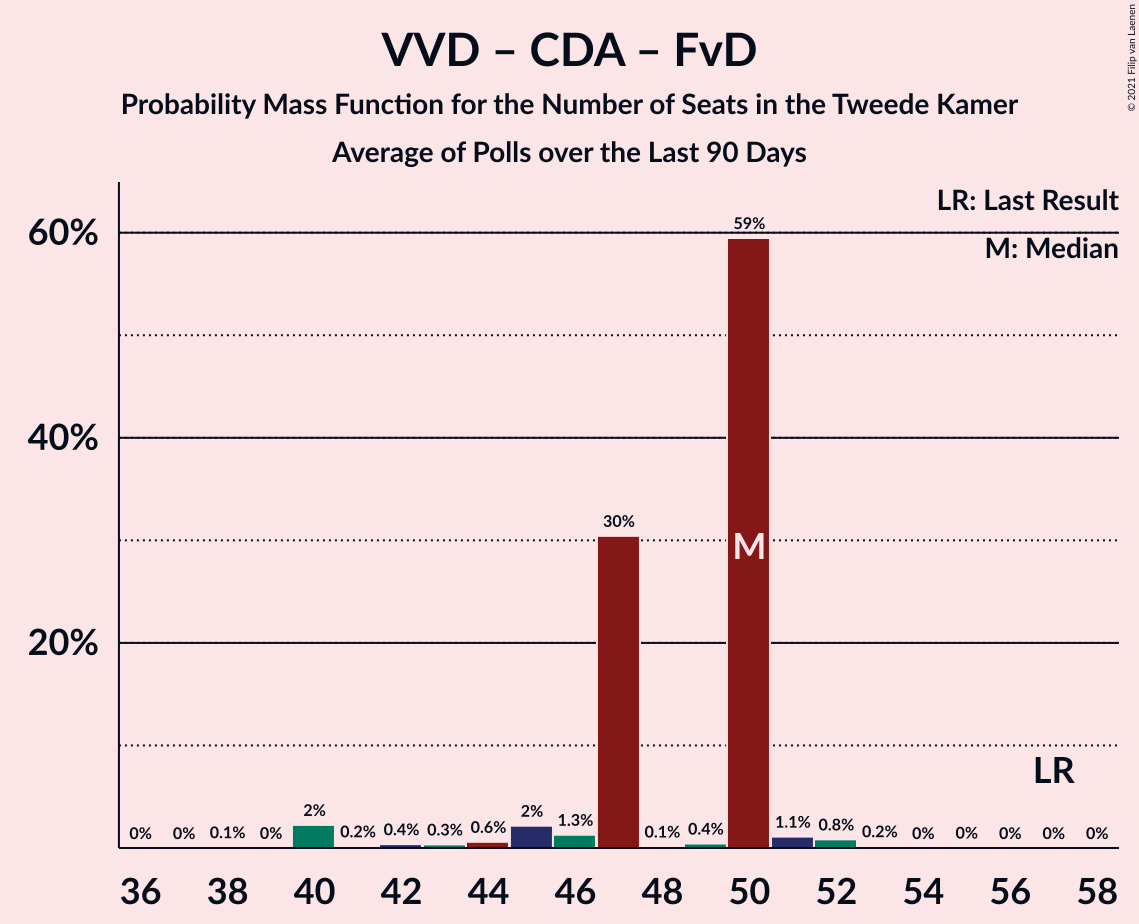 VVD – CDA – FvD
Probability Mass Function for the Number of Seats in the Tweede Kamer
Average of Polls over the Last 90 Days
© 2021 Filip van Laenen
LR: Last Result
M: Median
60%
40%
20%
0% 0% 0.1% 0% 2% 0.2% 0.4% 0.3% 0.6% 2% 1.3% 30% 0.1% 0.4% 59% 1.1% 0.8% 0.2% 0% 0% 0% 0% 0%
M
LR
36 38 40 42 44 46 48 50 52 54 56 58